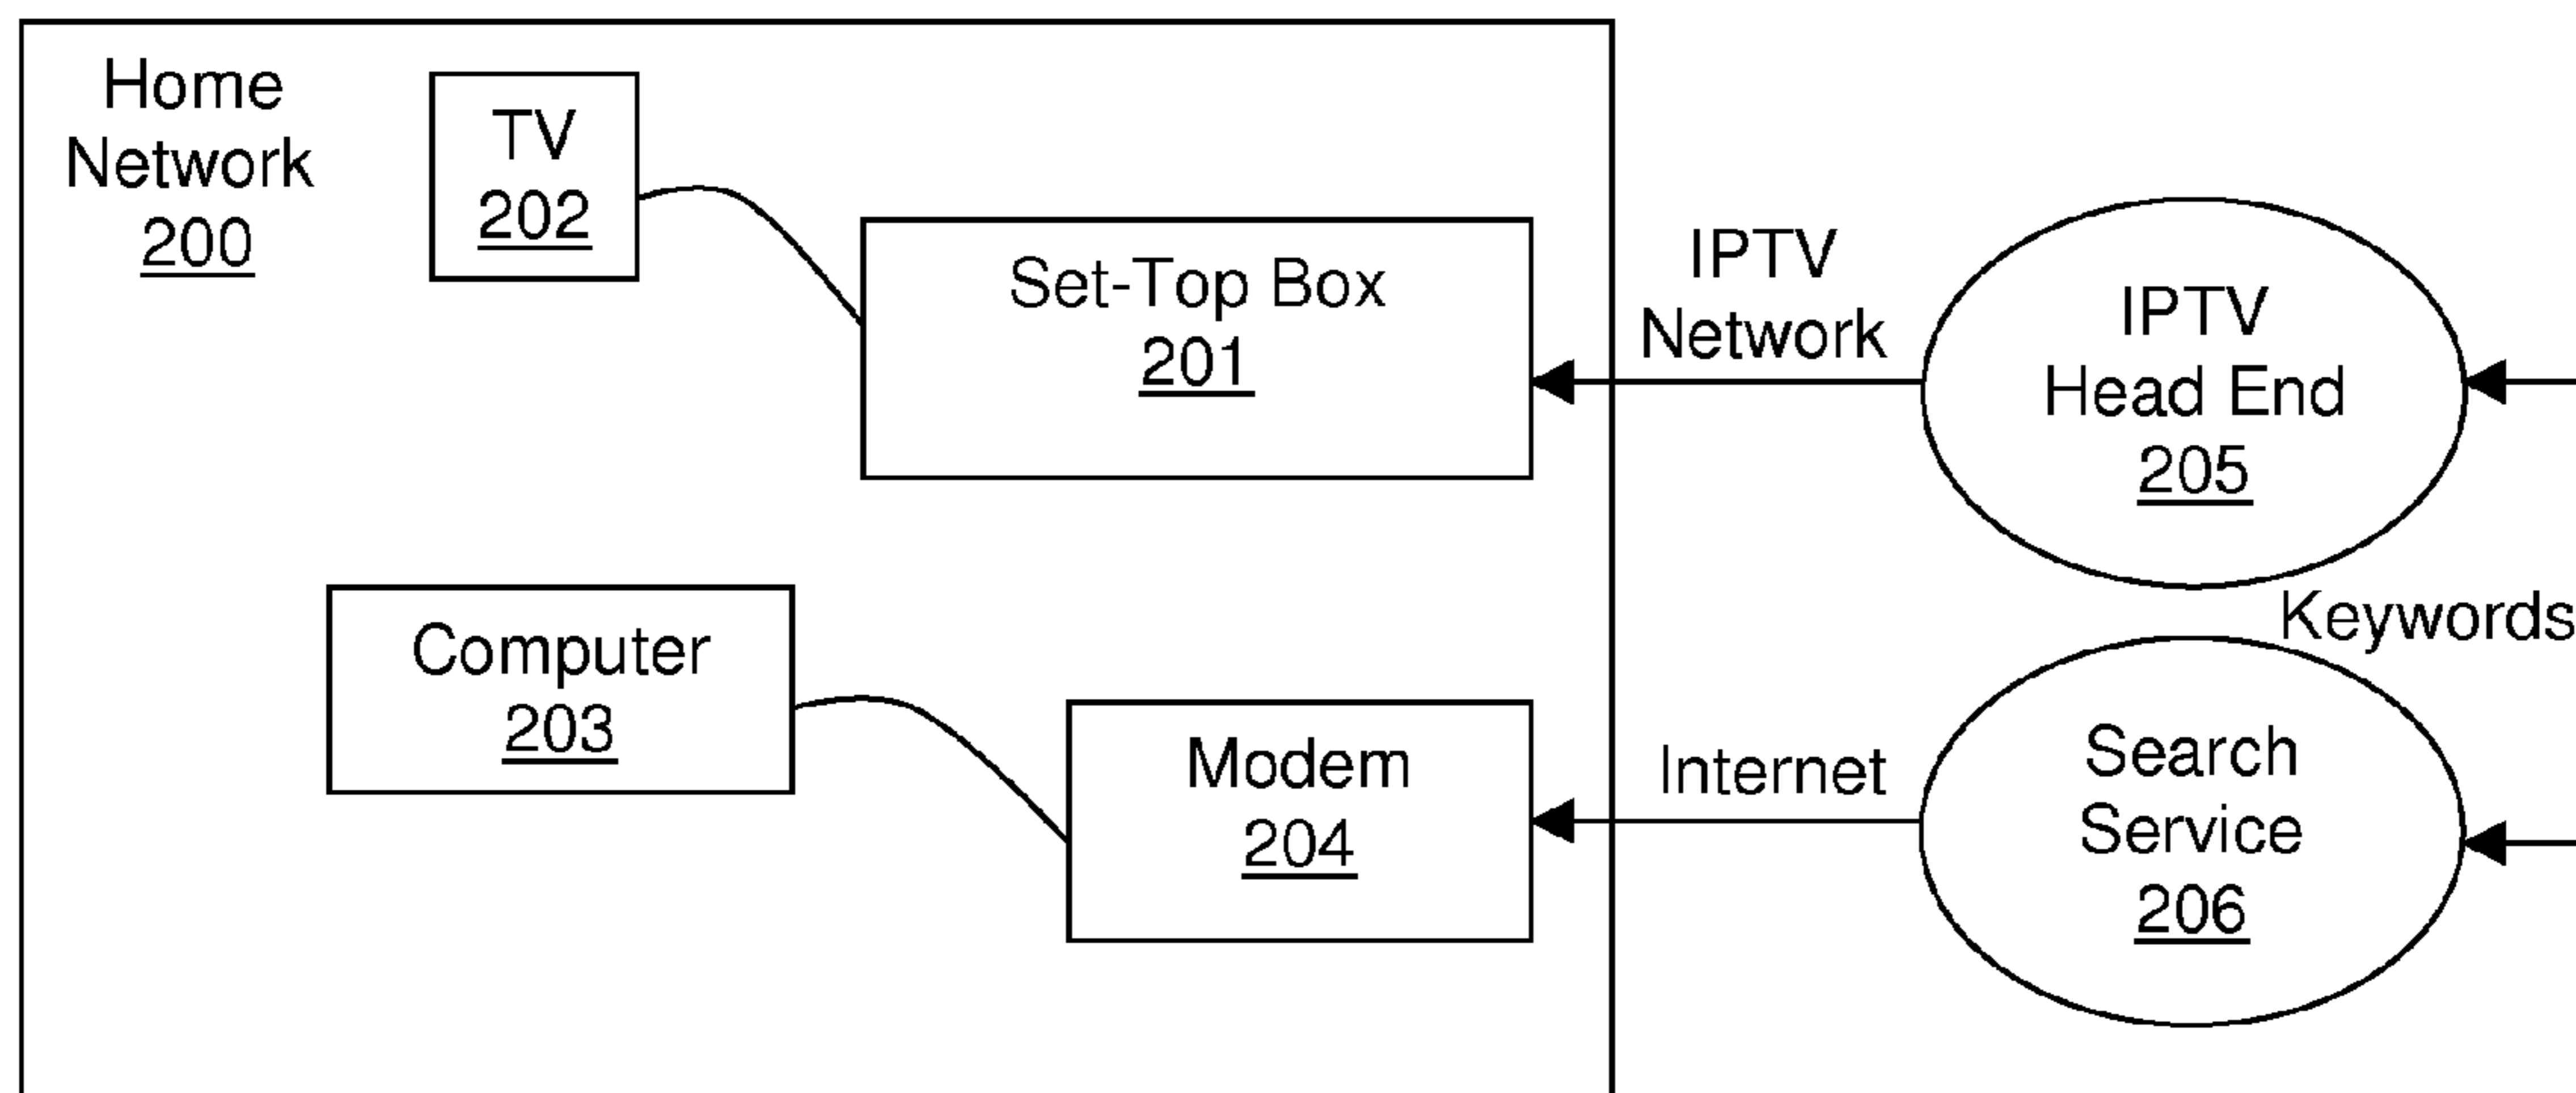 Home
Network
200
TV
202
Set-Top Box
201
IPTV
Network
IPTV
Head End
205
Computer
203
Modem
204
Internet
Keywords
Search
Service
206